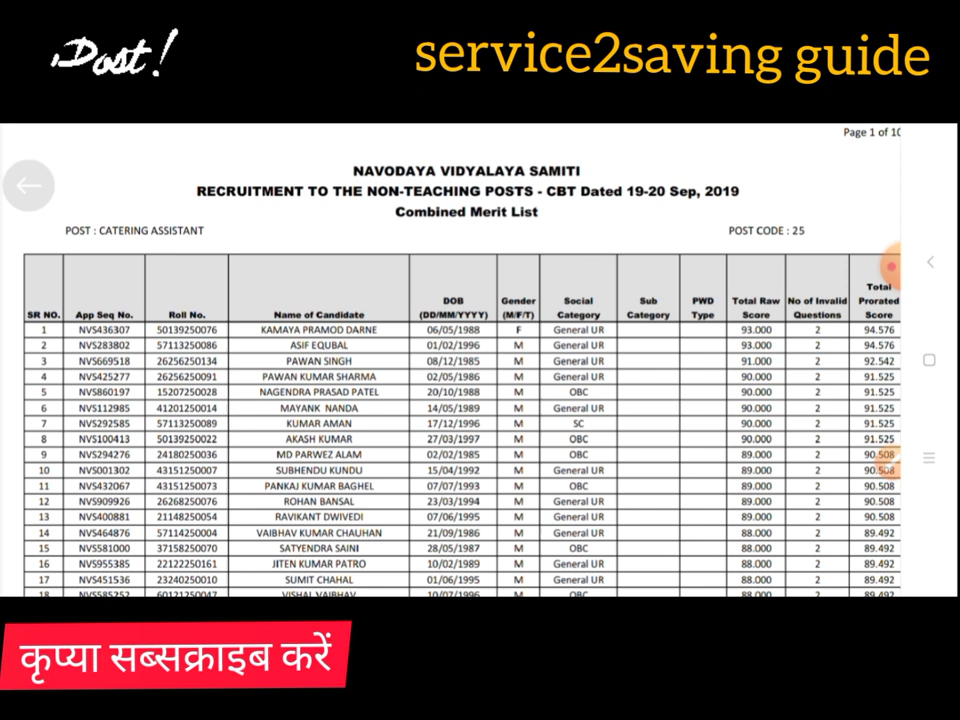 Dost!
service2saving guide
Page 1 of 10
NAVODAYA VIDYALAYA SAMITI
RECRUITMENT TO THE NON-TEACHING POSTS - CBT Dated 19-20 Sep, 2019
Combined Merit List
POST : CATERING ASSISTANT POST CODE : 25
SR NO. App Seq No. Roll No. Name of Candidate DOB (DD/MM/YYYY) Gender (M/F/T) Social Category Sub Category PWD Type Total Raw Score No of Invalid Questions Total Prorated Score
1 NVS436307 50139250076 KAMAYA PRAMOD DARNE 06/05/1988 F General UR 93.000 2 94.576
2 NVS283802 57113250086 ASIF EQUBAL 01/02/1996 M General UR 93.000 2 94.576
3 NVS669518 26256250134 PAWAN SINGH 08/12/1985 M General UR 91.000 2 92.542
4 NVS425277 26256250091 PAWAN KUMAR SHARMA 02/05/1986 M General UR 90.000 2 91.525
5 NVS860197 15207250028 NAGENDRA PRASAD PATEL 20/10/1988 M OBC 90.000 2 91.525
6 NVS112985 41201250014 MAYANK NANDA 14/05/1989 M General UR 90.000 2 91.525
7 NVS292585 57113250089 KUMAR AMAN 17/12/1996 M SC 90.000 2 91.525
8 NVS100413 50139250022 AKASH KUMAR 27/03/1997 M OBC 90.000 2 91.525
9 NVS294276 24180250036 MD PARWEZ ALAM 02/02/1985 M OBC 89.000 2 90.508
10 NVS001302 43151250007 SUBHENDU KUNDU 15/04/1992 M General UR 89.000 2 90.508
11 NVS432067 43151250073 PANKAJ KUMAR BAGHEL 07/07/1993 M OBC 89.000 2 90.508
12 NVS909926 26268250076 ROHAN BANSAL 23/03/1994 M General UR 89.000 2 90.508
13 NVS400881 21148250054 RAVIKANT DWIVEDI 07/06/1995 M General UR 89.000 2 90.508
14 NVS464876 57114250004 VAIBHAV KUMAR CHAUHAN 21/09/1986 M General UR 88.000 2 89.492
15 NVS581000 37158250070 SATYENDRA SAINI 28/05/1987 M OBC 88.000 2 89.492
16 NVS955385 22122250161 JITEN KUMAR PATRO 10/02/1989 M General UR 88.000 2 89.492
17 NVS451536 23240250010 SUMIT CHAHAL 01/06/1995 M General UR 88.000 2 89.492
18 NVS585252 60121250047 VISHAL VAIBHAV 10/07/1996 M OBC 88.000 2 89.492
कृप्या सब्सक्राइब करें